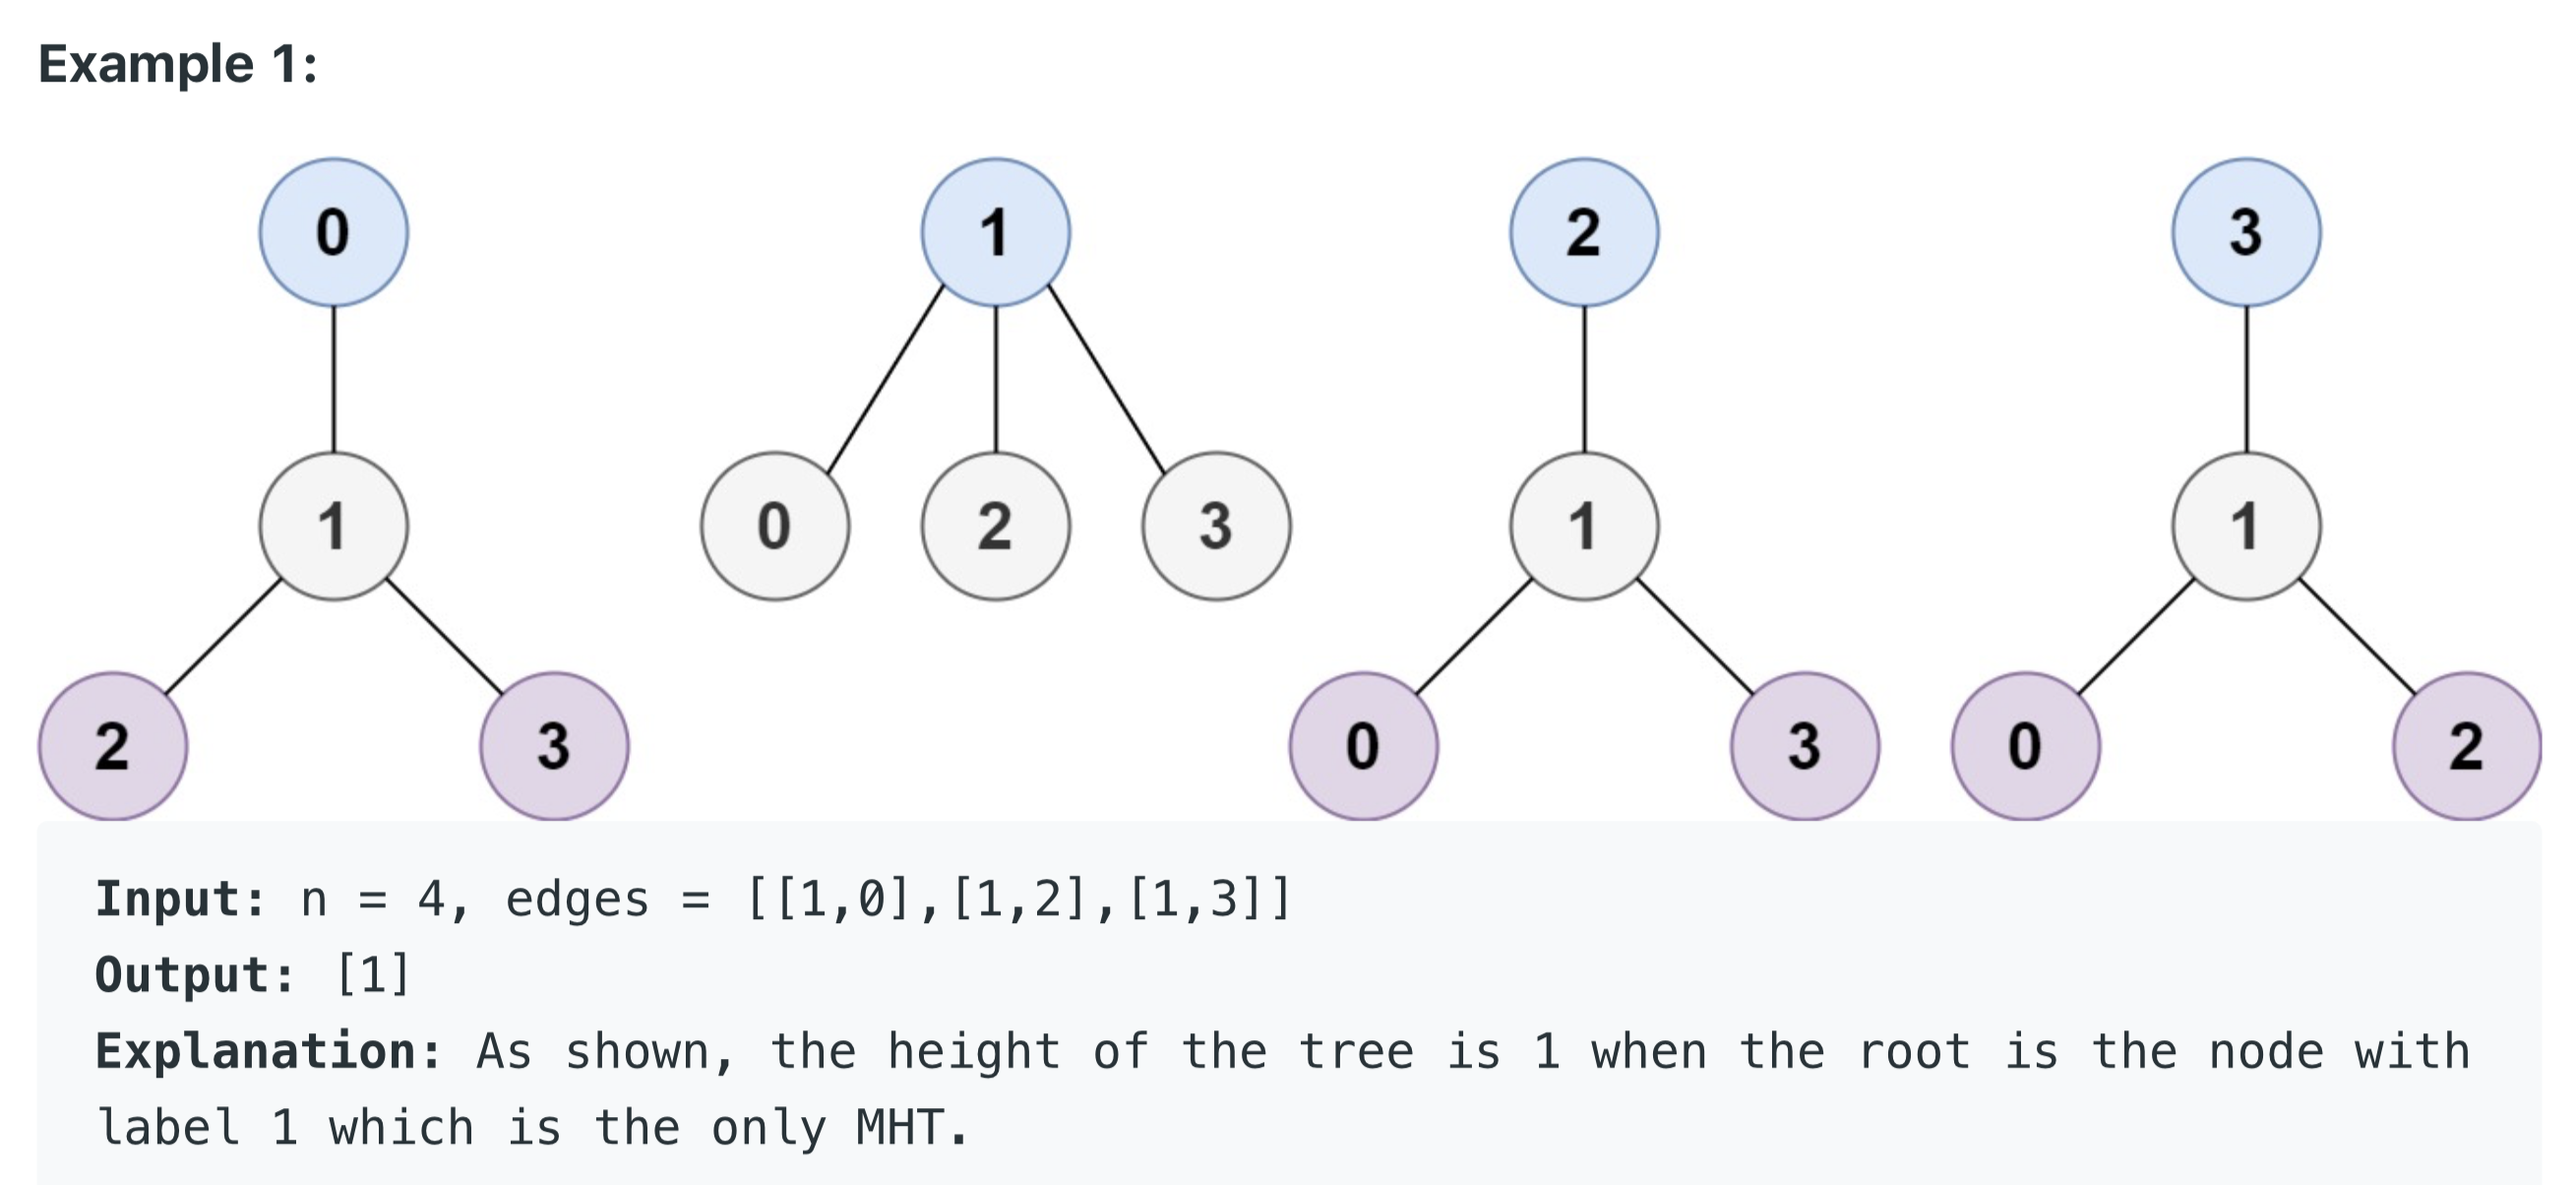 Example 1:
0 1 2 3
1 0 2 3 1 1
2 3 0 3 0 2
Input: n = 4, edges = [[1,0],[1,2],[1,3]]
Output: [1]
Explanation: As shown, the height of the tree is 1 when the root is the node with
label 1 which is the only MHT.